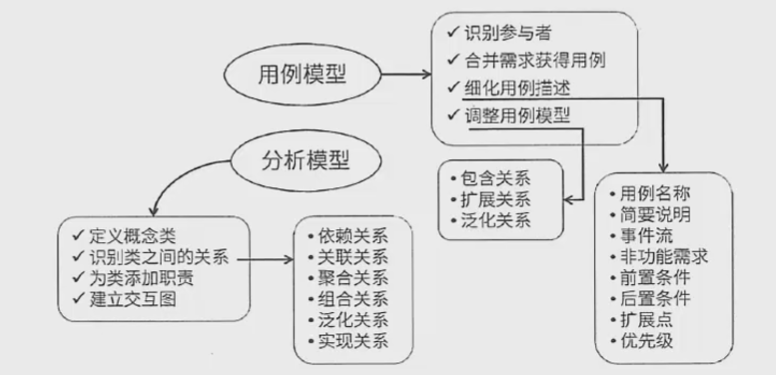 用例模型
✓ 识别参与者
✓ 合并需求获得用例
✓ 细化用例描述
✓ 调整用例模型
分析模型
• 包含关系
• 扩展关系
• 泛化关系
• 用例名称
• 简要说明
• 事件流
• 非功能需求
• 前置条件
• 后置条件
• 扩展点
• 优先级
✓ 定义概念类
✓ 识别类之间的关系
✓ 为类添加职责
✓ 建立交互图
• 依赖关系
• 关联关系
• 聚合关系
• 组合关系
• 泛化关系
• 实现关系